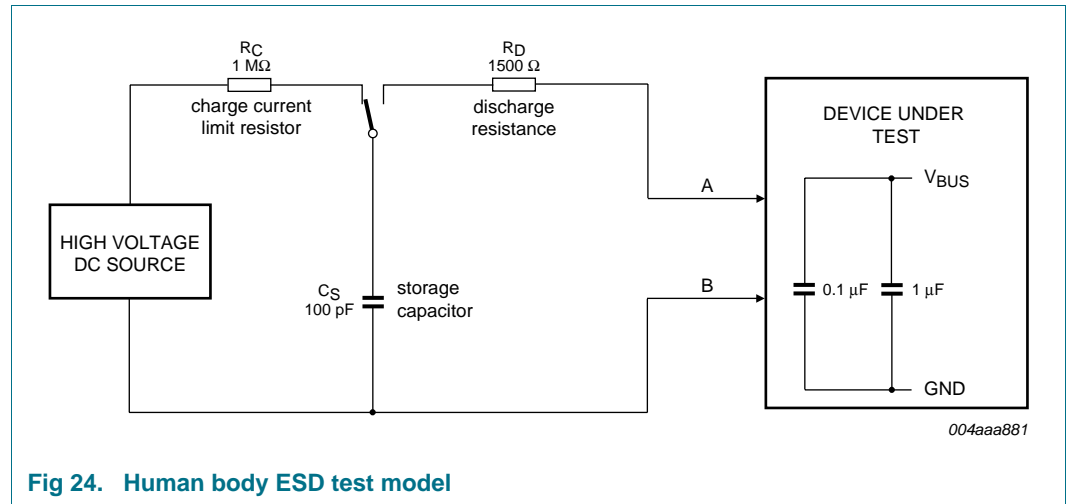 RC
1 MΩ
charge current
limit resistor
RD
1500 Ω
discharge
resistance
DEVICE UNDER
TEST
A
VBUS
HIGH VOLTAGE
DC SOURCE
CS
100 pF
storage
capacitor
B
0.1 μF
1 μF
GND
004aaa881
Fig 24. Human body ESD test model